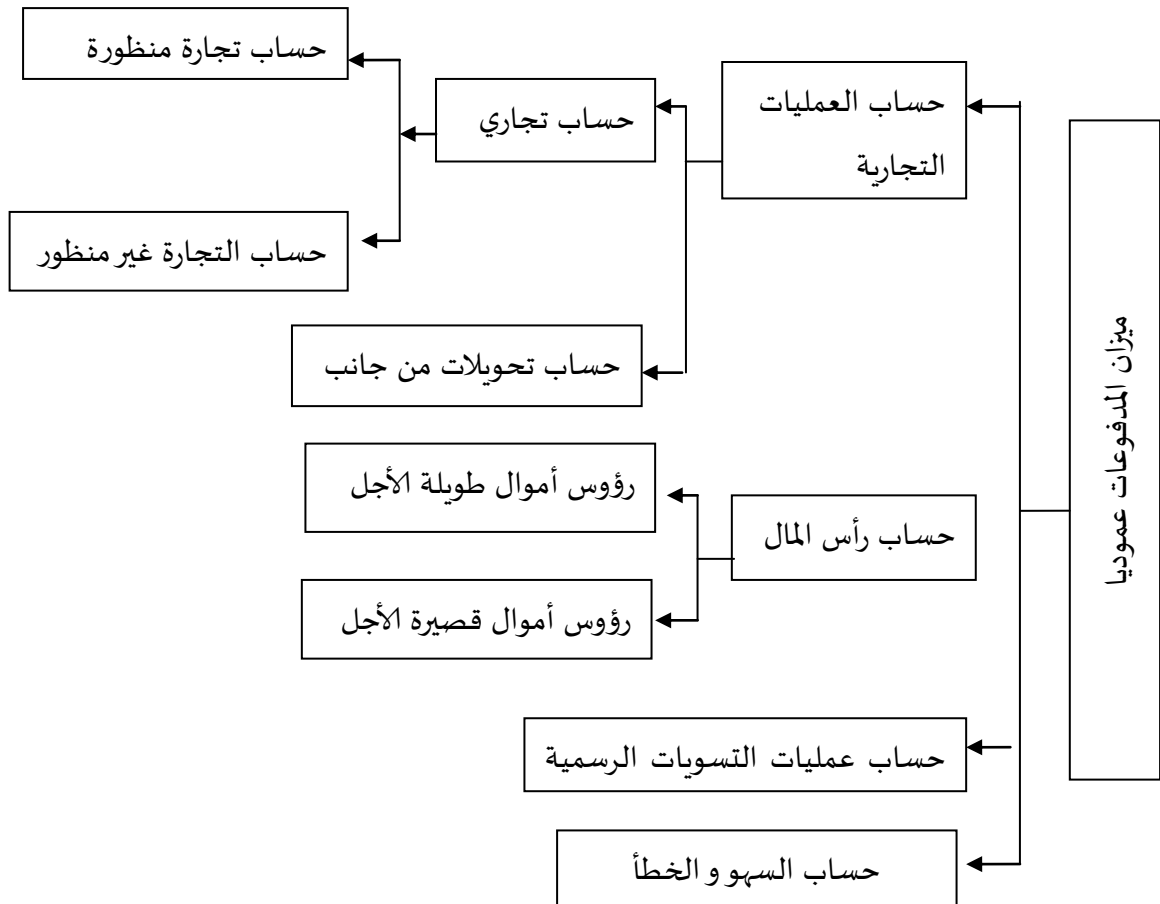 ميزان المدفوعات عموديا
حساب العمليات
التجارية
حساب تجاري
حساب تجارة منظورة
حساب التجارة غير منظور
حساب تحويلات من جانب
حساب رأس المال
رؤوس أموال طويلة الأجل
رؤوس أموال قصيرة الأجل
حساب عمليات التسويات الرسمية
حساب السهو و الخطأ